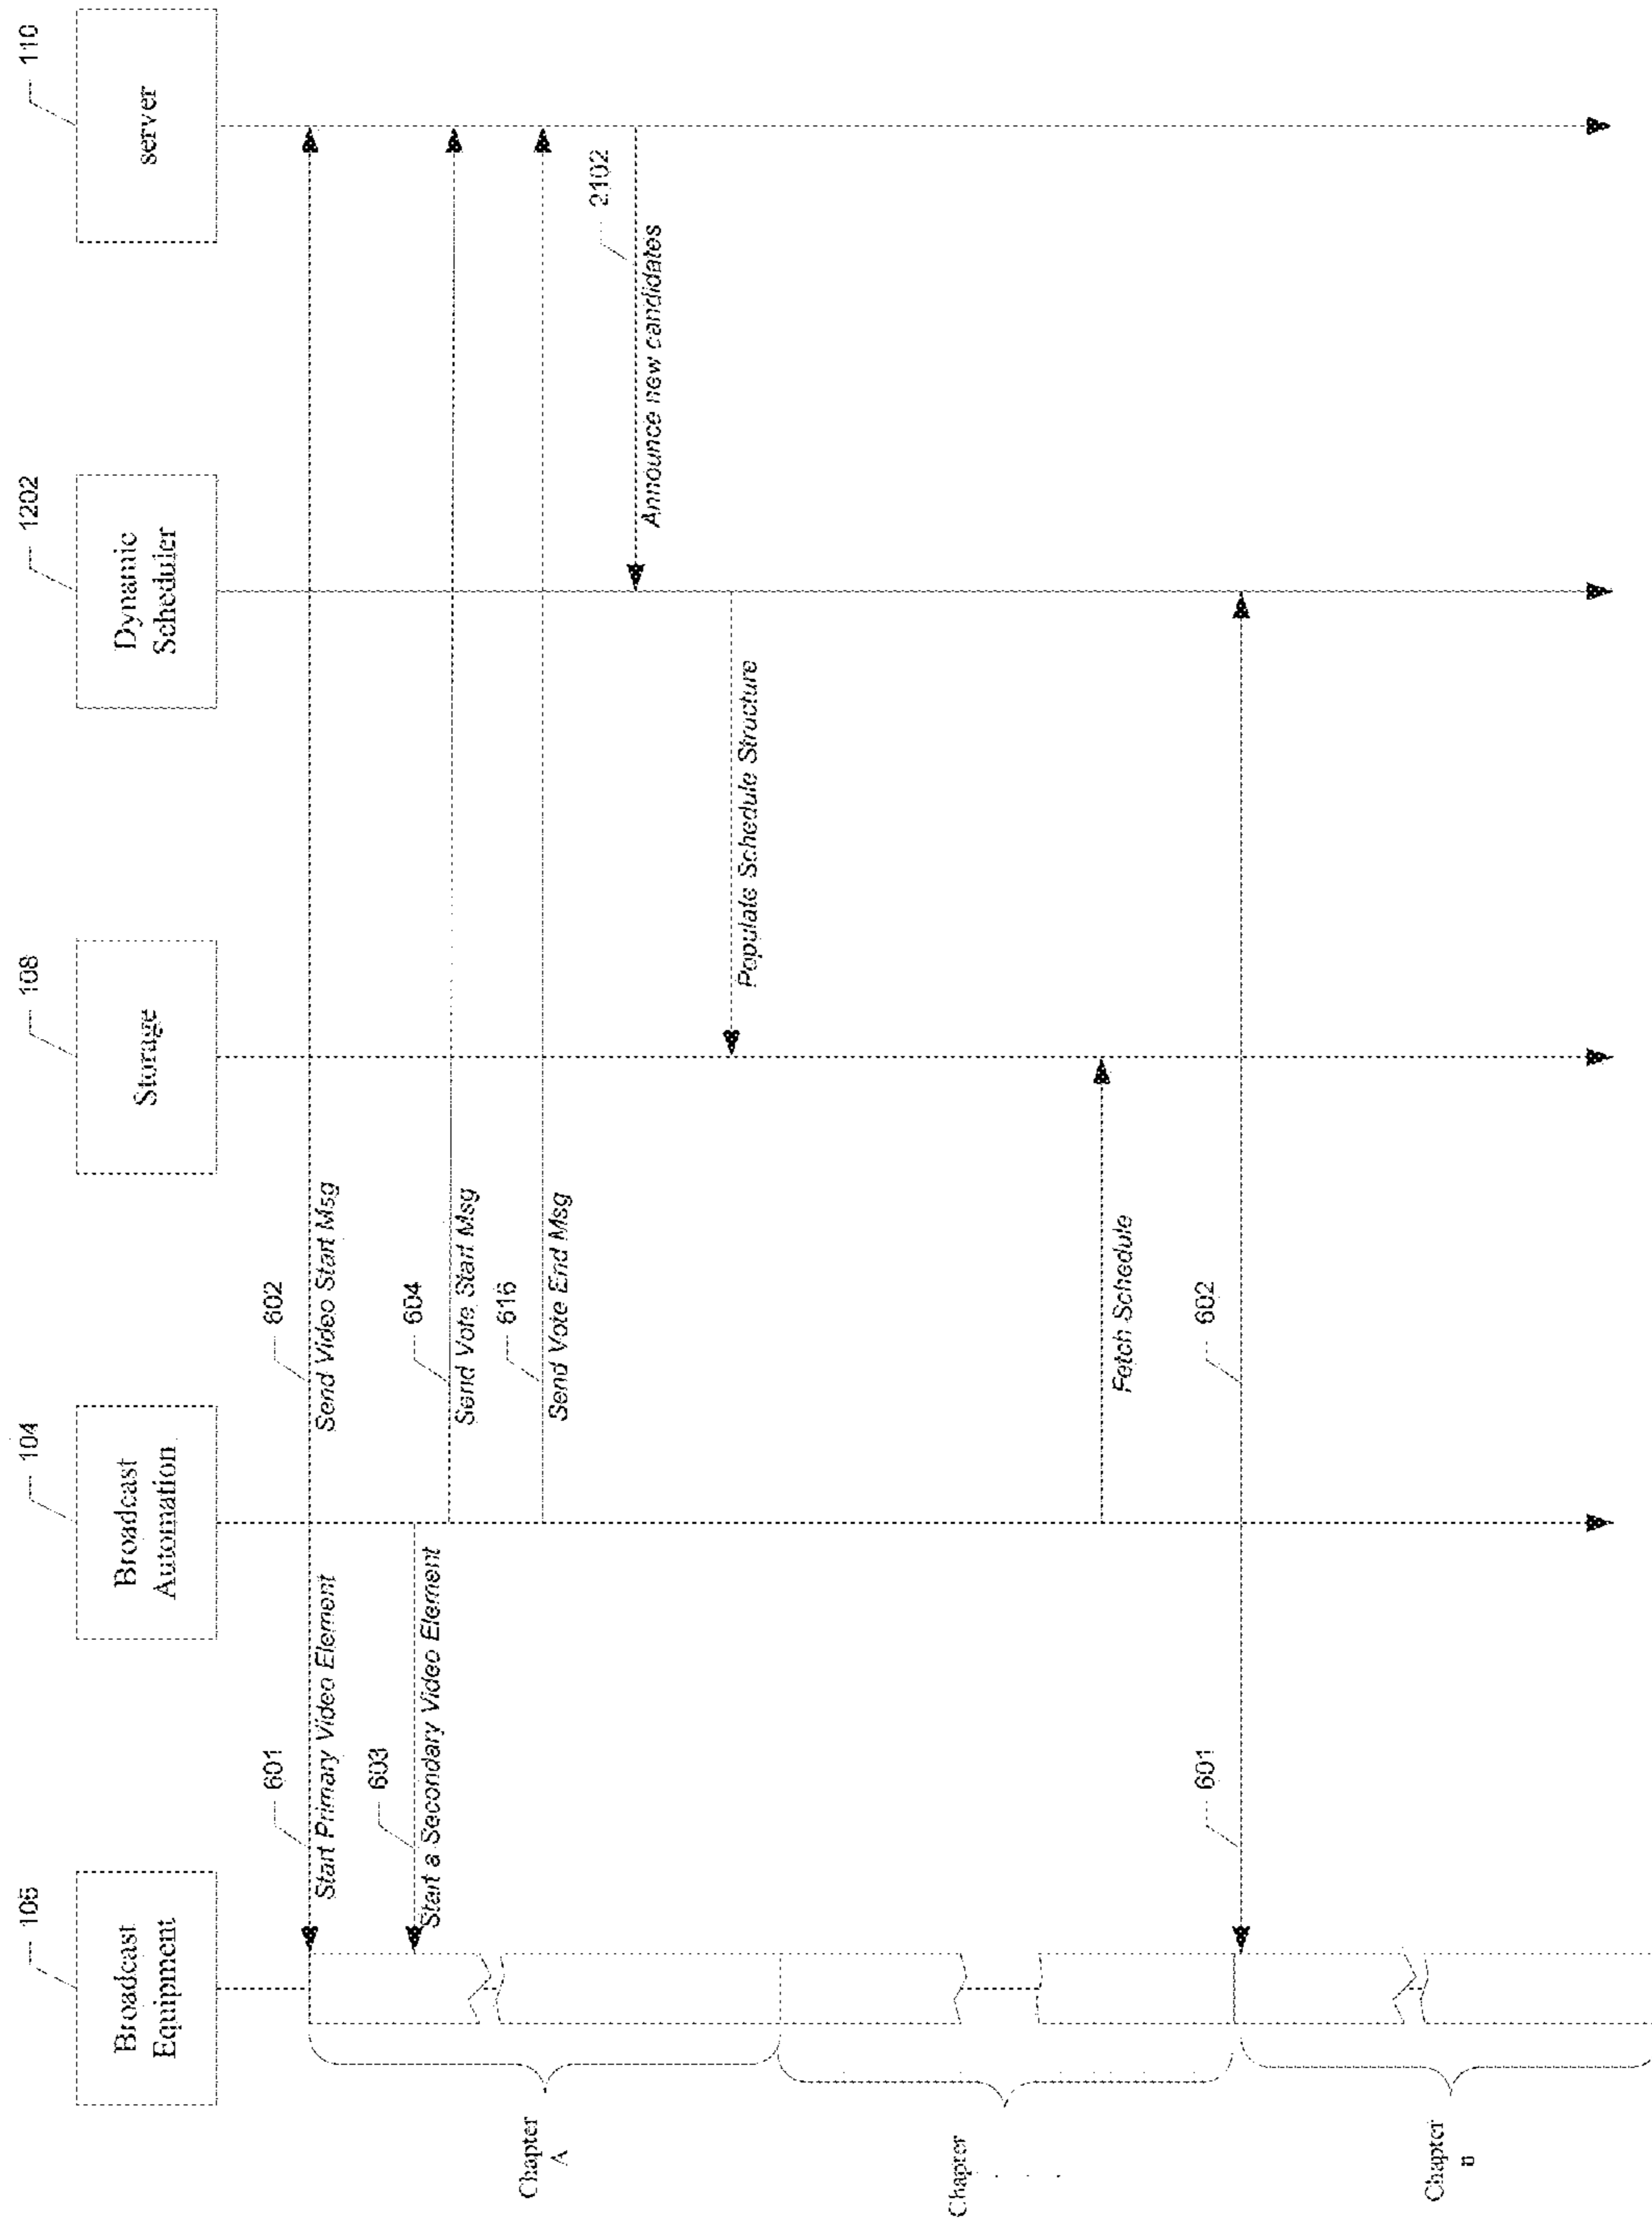 106
Broadcast
Equipment
104
Broadcast
Automation
108
Storage
1202
Dynamic
Scheduler
110
server
601
Start Primary Video Element
602
Send Video Start Msg
603
Start a Secondary Video Element
604
Send Vote Start Msg
616
Send Vote End Msg
2102
Announce new candidates
Populate Schedule Structure
Fetch Schedule
601
602
Chapter
A
Chapter
. . . .
Chapter
n